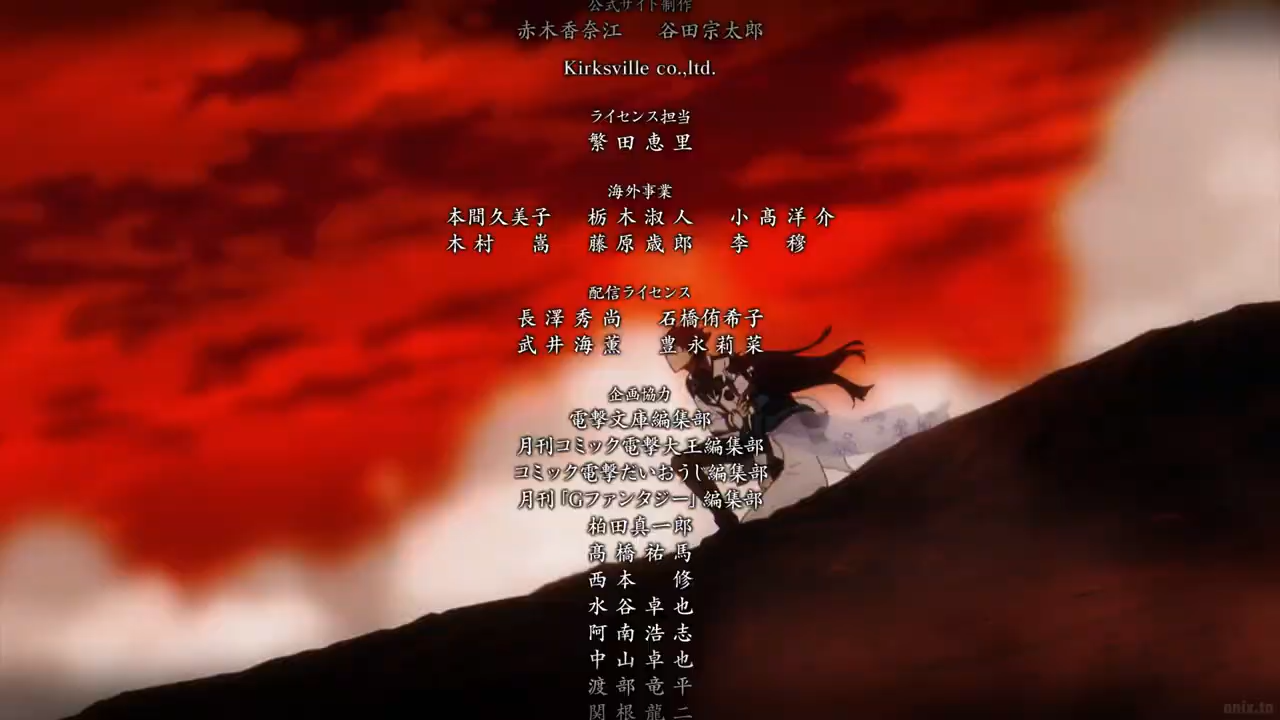 公式サイト制作
赤木香奈江 谷田宗太郎
Kirksville co.,ltd.
ライセンス担当
繁田恵里
海外事業
本間久美子 栃木淑人 小髙洋介
木村嵩 藤原歳郎 李穆
配信ライセンス
長澤秀尚 石橋侑希子
武井海薫 豊永莉菜
企画協力
電撃文庫編集部
月刊コミック電撃大王編集部
コミック電撃だいおうじ編集部
月刊「Gファンタジー」編集部
柏田真一郎
髙橋祐馬
西本修
水谷卓也
阿南浩志
中山卓也
渡部竜平
関根龍二
anix.to